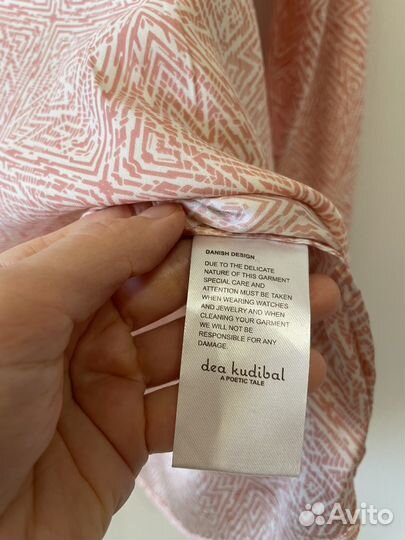 DANISH DESIGN_
DUE TO THE DELICATE
NATURE OF THIS GARMENT
SPECIAL CARE AND
ATTENTION MUST BE TAKEN
WHEN WEARING WATCHES
AND JEWELRY AND WHEN
CLEANING YOUR GARMENT
WE WILL NOT BE
RESPONSIBLE FOR ANY
DAMAGE.
dea kudibal
A POETIC TALE
Avito